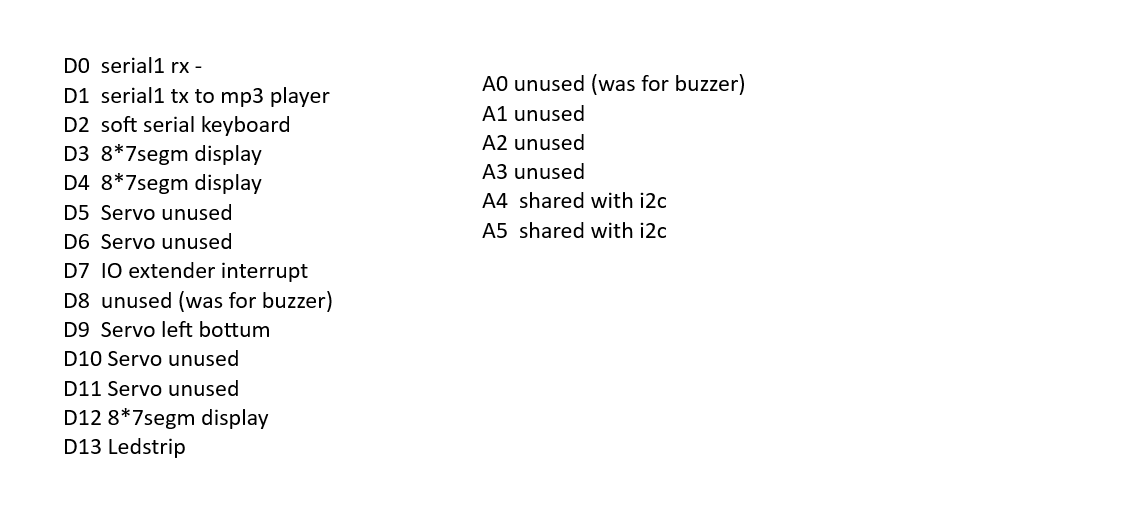 D0 serial1 rx -
D1 serial1 tx to mp3 player
D2 soft serial keyboard
D3 8*7segm display
D4 8*7segm display
D5 Servo unused
D6 Servo unused
D7 IO extender interrupt
D8 unused (was for buzzer)
D9 Servo left bottum
D10 Servo unused
D11 Servo unused
D12 8*7segm display
D13 Ledstrip
A0 unused (was for buzzer)
A1 unused
A2 unused
A3 unused
A4 shared with i2c
A5 shared with i2c